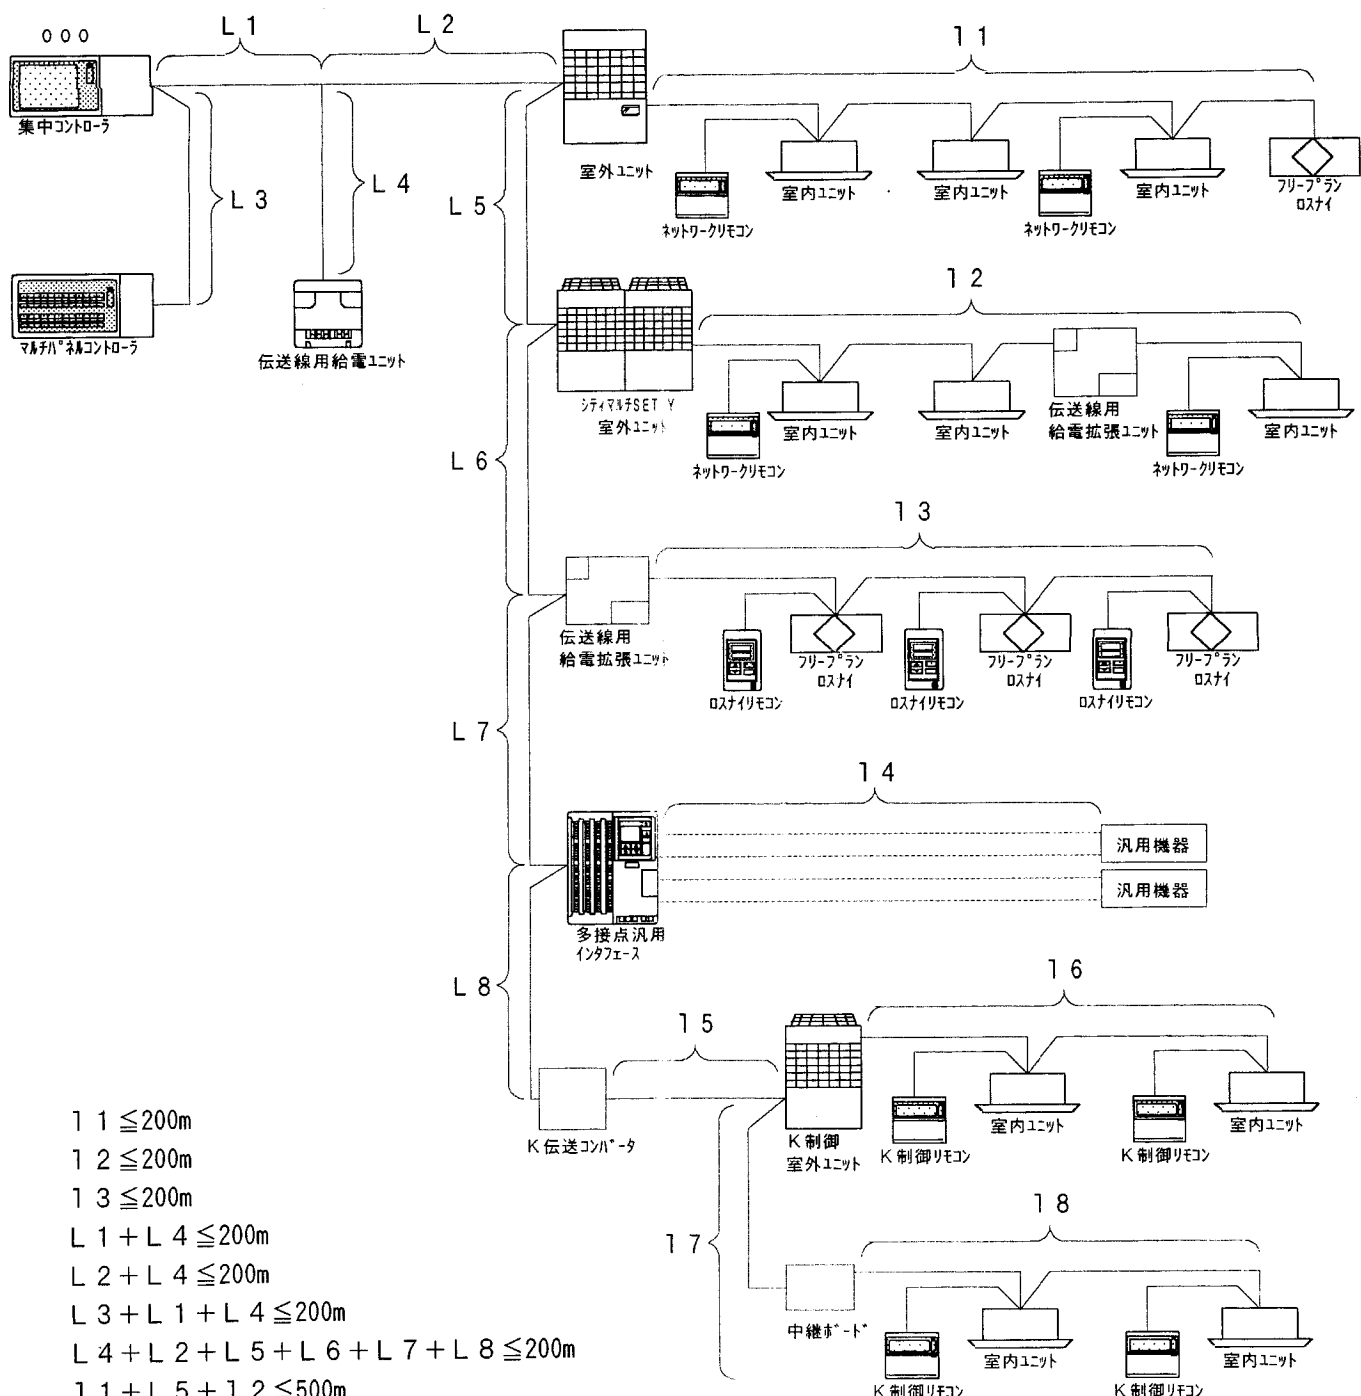 ０００
Ｌ１
Ｌ２
１１
集中コントローラ
Ｌ３
Ｌ４
Ｌ５
室外ユニット
室内ユニット
室内ユニット
室内ユニット
フリープラン
ロスナイ
ネットワークリモコン
ネットワークリモコン
マルチパネルコントローラ
伝送線用給電ユニット
１２
シティマルチSET Y
室外ユニット
室内ユニット
室内ユニット
伝送線用
給電拡張ユニット
室内ユニット
ネットワークリモコン
ネットワークリモコン
Ｌ６
１３
伝送線用
給電拡張ユニット
フリープラン
ロスナイ
フリープラン
ロスナイ
フリープラン
ロスナイ
ロスナイリモコン
ロスナイリモコン
ロスナイリモコン
Ｌ７
１４
汎用機器
汎用機器
多接点汎用
インタフェース
Ｌ８
１５
１６
K伝送コンバータ
K制御
室外ユニット
室内ユニット
室内ユニット
K制御リモコン
K制御リモコン
１７
１８
中継ボード
室内ユニット
室内ユニット
K制御リモコン
K制御リモコン
１１≦200m
１２≦200m
１３≦200m
Ｌ１＋Ｌ４≦200m
Ｌ２＋Ｌ４≦200m
Ｌ３＋Ｌ１＋Ｌ４≦200m
Ｌ４＋Ｌ２＋Ｌ５＋Ｌ６＋Ｌ７＋Ｌ８≦200m
１１＋Ｌ５＋１２≦500m